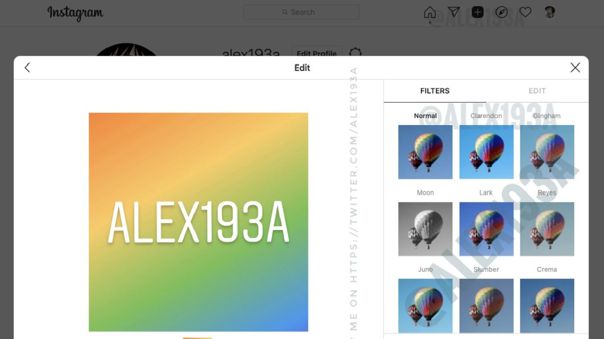 Instagram
Search
@ALEX193A
alex193a
Edit Profile
Edit
FILTERS
EDIT
@ALEX193A
Normal
Clarendon
Gingham
Moon
Lark
Reyes
Juno
Slumber
Crema
ALEX193A
ME ON HTTPS://TWITTER.COM/ALEX193A
@ALEX193A